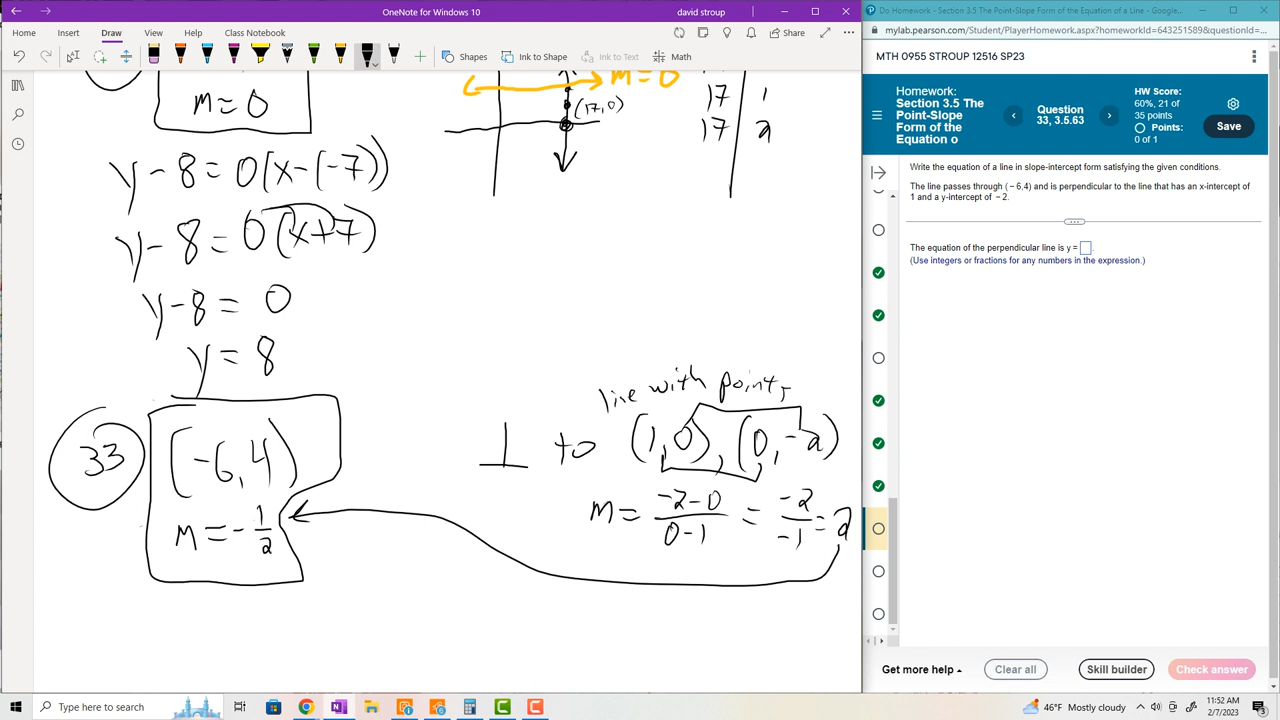 OneNote for Windows 10
david stroup
Home Insert Draw View Help Class Notebook
Share
Shapes Ink to Shape Ink to Text Math
m = 0
y - 8 = 0(x - (-7))
y - 8 = 0(x + 7)
y - 8 = 0
y = 8
m = 0
(17, 0)
17 1
17 2
33
(-6, 4)
m = - 1/2
⊥ to
line with points
(1, 0), (0, -2)
m = -2 - 0 / 0 - 1 = -2 / -1 = 2
Do Homework - Section 3.5 The Point-Slope Form of the Equation of a Line - Google...
mylab.pearson.com/Student/PlayerHomework.aspx?homeworkId=643251589&questionId=...
MTH 0955 STROUP 12516 SP23
Homework:
Section 3.5 The
Point-Slope
Form of the
Equation o
Question
33, 3.5.63
HW Score:
60%, 21 of
35 points
Points:
0 of 1
Save
Write the equation of a line in slope-intercept form satisfying the given conditions.
The line passes through (-6,4) and is perpendicular to the line that has an x-intercept of
1 and a y-intercept of -2.
The equation of the perpendicular line is y = .
(Use integers or fractions for any numbers in the expression.)
Get more help
Clear all
Skill builder
Check answer
Type here to search
46°F Mostly cloudy
11:52 AM
2/7/2023
3